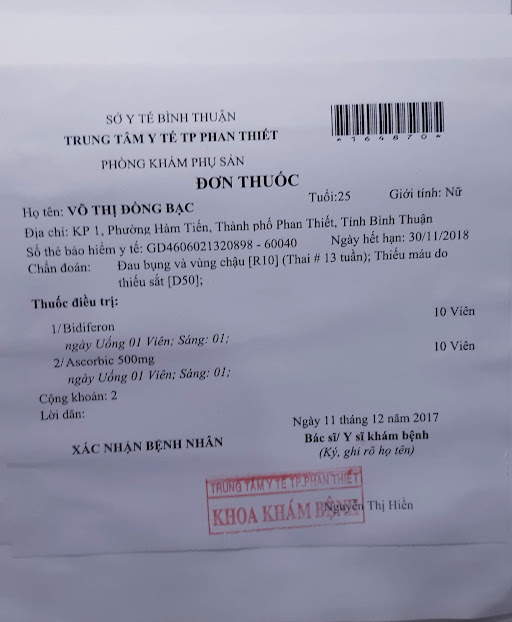 SỞ Y TẾ BÌNH THUẬN
TRUNG TÂM Y TẾ TP PHAN THIẾT
*164870*
PHÒNG KHÁM PHỤ SẢN
ĐƠN THUỐC
Họ tên: VÕ THỊ ĐÒNG BẠC Tuổi:25 Giới tính: Nữ
Địa chỉ: KP 1, Phường Hàm Tiến, Thành phố Phan Thiết, Tỉnh Bình Thuận
Số thẻ bảo hiểm y tế: GD4606021320898 - 60040 Ngày hết hạn: 30/11/2018
Chẩn đoán: Đau bụng và vùng chậu [R10] (Thai # 13 tuần); Thiếu máu do
thiếu sắt [D50];
Thuốc điều trị:
1/ Bidiferon 10 Viên
ngày Uống 01 Viên; Sáng: 01;
2/ Ascorbic 500mg 10 Viên
ngày Uống 01 Viên; Sáng: 01;
Cộng khoản: 2
Lời dặn:
Ngày 11 tháng 12 năm 2017
XÁC NHẬN BỆNH NHÂN Bác sĩ/ Y sĩ khám bệnh
(Ký, ghi rõ họ tên)
TRUNG TÂM Y TẾ TP.PHAN THIẾT
KHOA KHÁM BỆNH
Nguyễn Thị Hiền